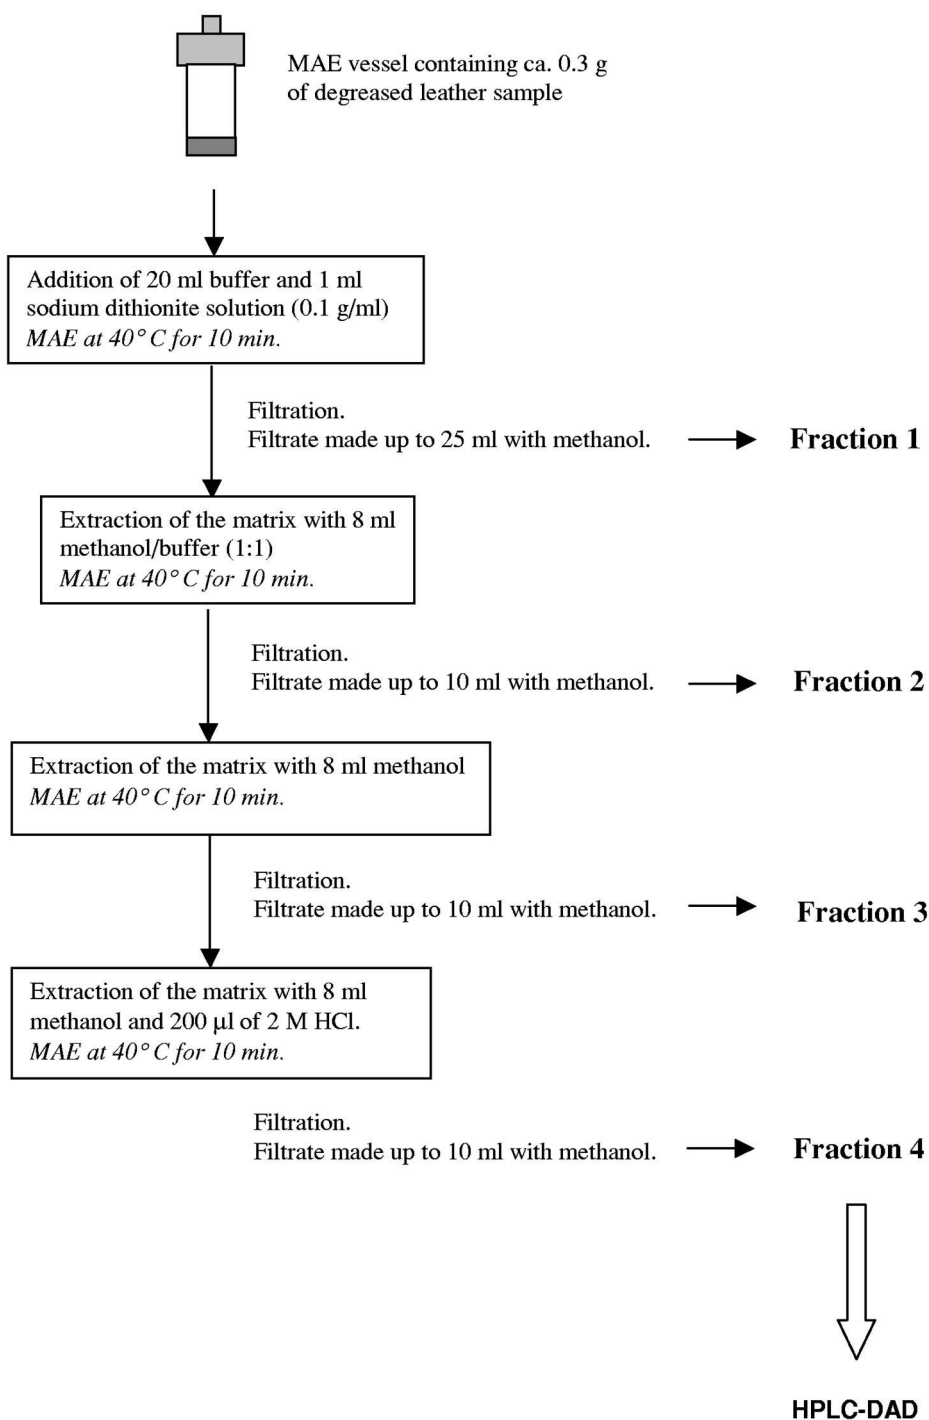 MAE vessel containing ca. 0.3 g
of degreased leather sample
Addition of 20 ml buffer and 1 ml
sodium dithionite solution (0.1 g/ml)
MAE at 40° C for 10 min.
Filtration.
Filtrate made up to 25 ml with methanol.
Fraction 1
Extraction of the matrix with 8 ml
methanol/buffer (1:1)
MAE at 40° C for 10 min.
Filtration.
Filtrate made up to 10 ml with methanol.
Fraction 2
Extraction of the matrix with 8 ml methanol
MAE at 40° C for 10 min.
Filtration.
Filtrate made up to 10 ml with methanol.
Fraction 3
Extraction of the matrix with 8 ml
methanol and 200 µl of 2 M HCl.
MAE at 40° C for 10 min.
Filtration.
Filtrate made up to 10 ml with methanol.
Fraction 4
HPLC-DAD